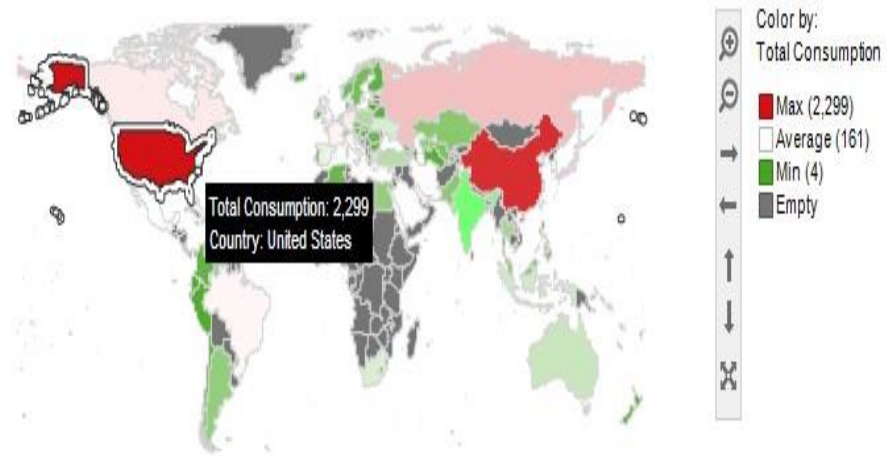 Total Consumption: 2,299
Country: United States
Color by:
Total Consumption
Max (2,299)
Average (161)
Min (4)
Empty